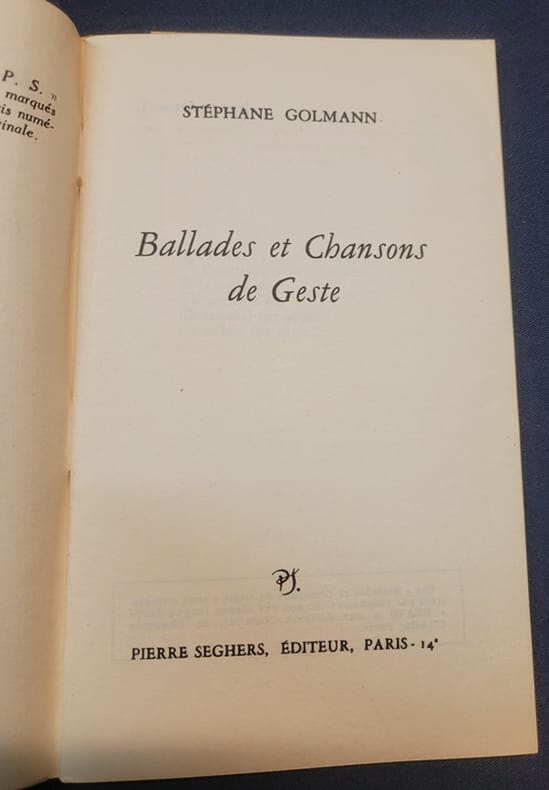 P. S. »
marqués
is numé-
inale.
STÉPHANE GOLMANN
Ballades et Chansons
de Geste
PS.
PIERRE SEGHERS, ÉDITEUR, PARIS - 14e